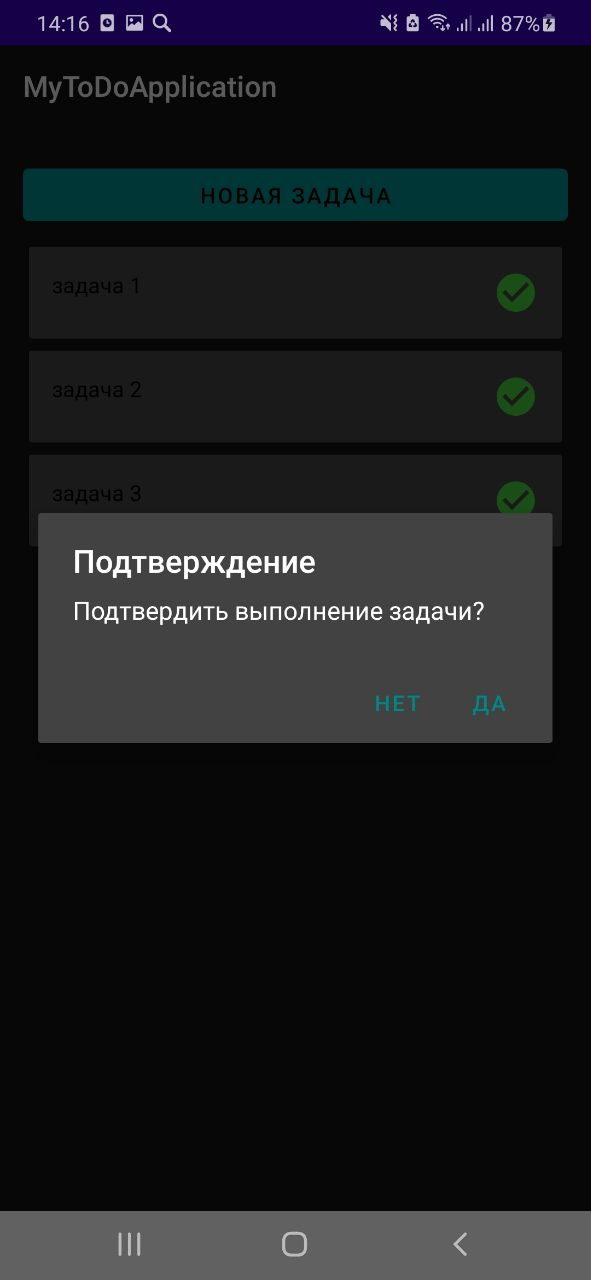 14:16 87%
MyToDoApplication
НОВАЯ ЗАДАЧА
задача 1
задача 2
задача 3
Подтверждение
Подтвердить выполнение задачи?
НЕТ ДА